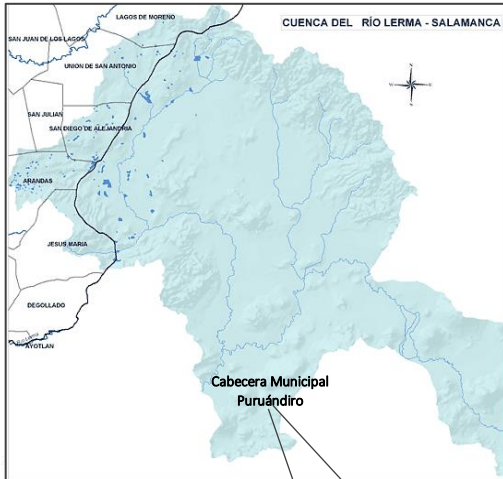 LAGOS DE MORENO
CUENCA DEL RÍO LERMA - SALAMANCA
SAN JUAN DE LOS LAGOS
UNION DE SAN ANTONIO
SAN JULIAN
SAN DIEGO DE ALEJANDRIA
ARANDAS
JESUS MARIA
DEGOLLADO
AYOTLAN
Cabecera Municipal
Puruándiro